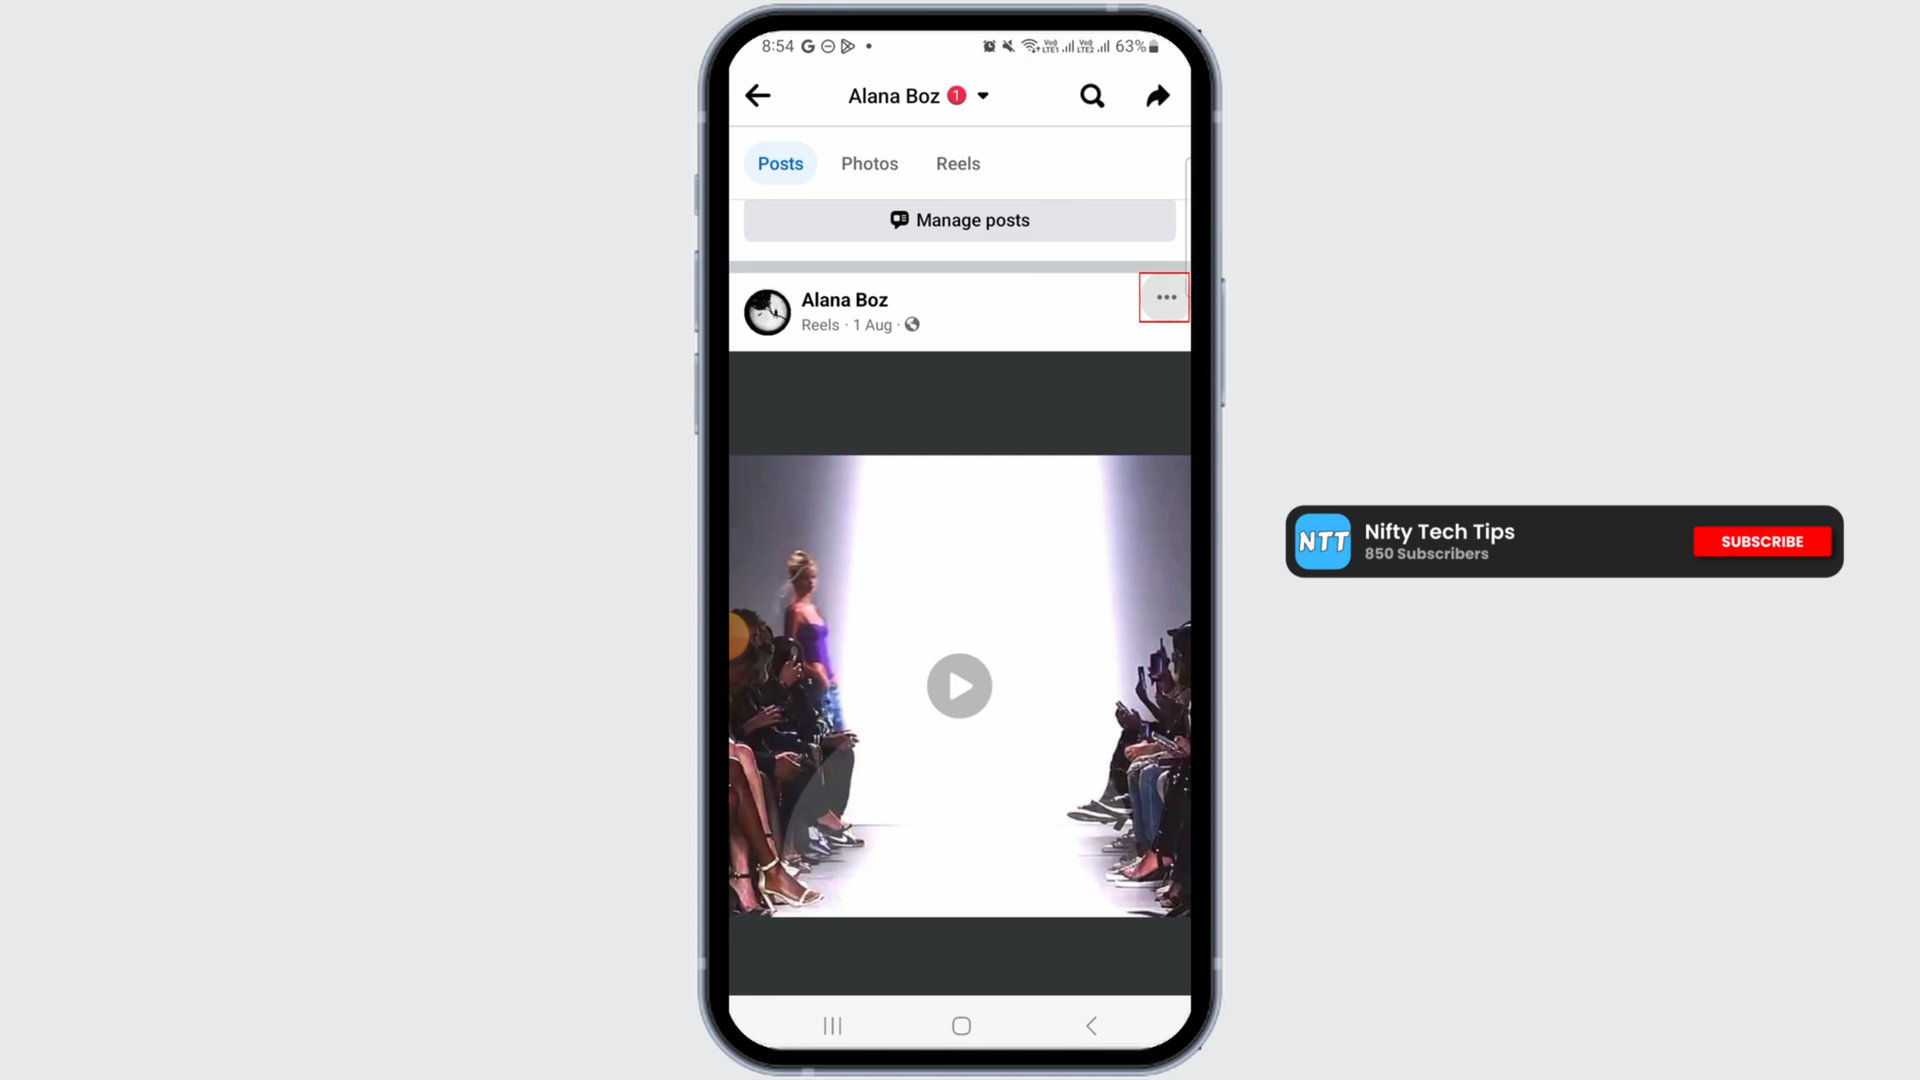 8:54
63%
Alana Boz 1
Posts Photos Reels
Manage posts
Alana Boz
Reels · 1 Aug ·
NTT
Nifty Tech Tips
850 Subscribers
SUBSCRIBE